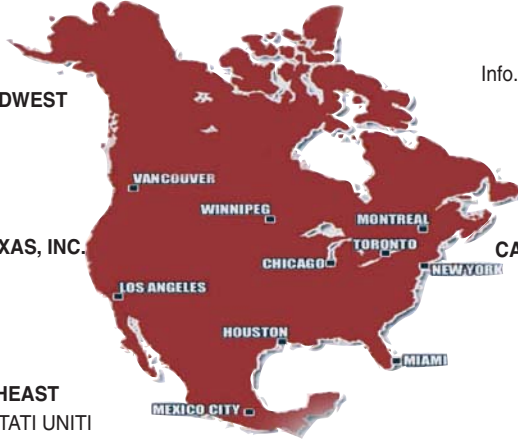 Info.
DWEST
VANCOUVER
WINNIPEG
MONTREAL
XAS, INC.
TORONTO
CA
CHICAGO
NEW YORK
LOS ANGELES
HOUSTON
MIAMI
HEAST
MEXICO CITY
TATI UNITI